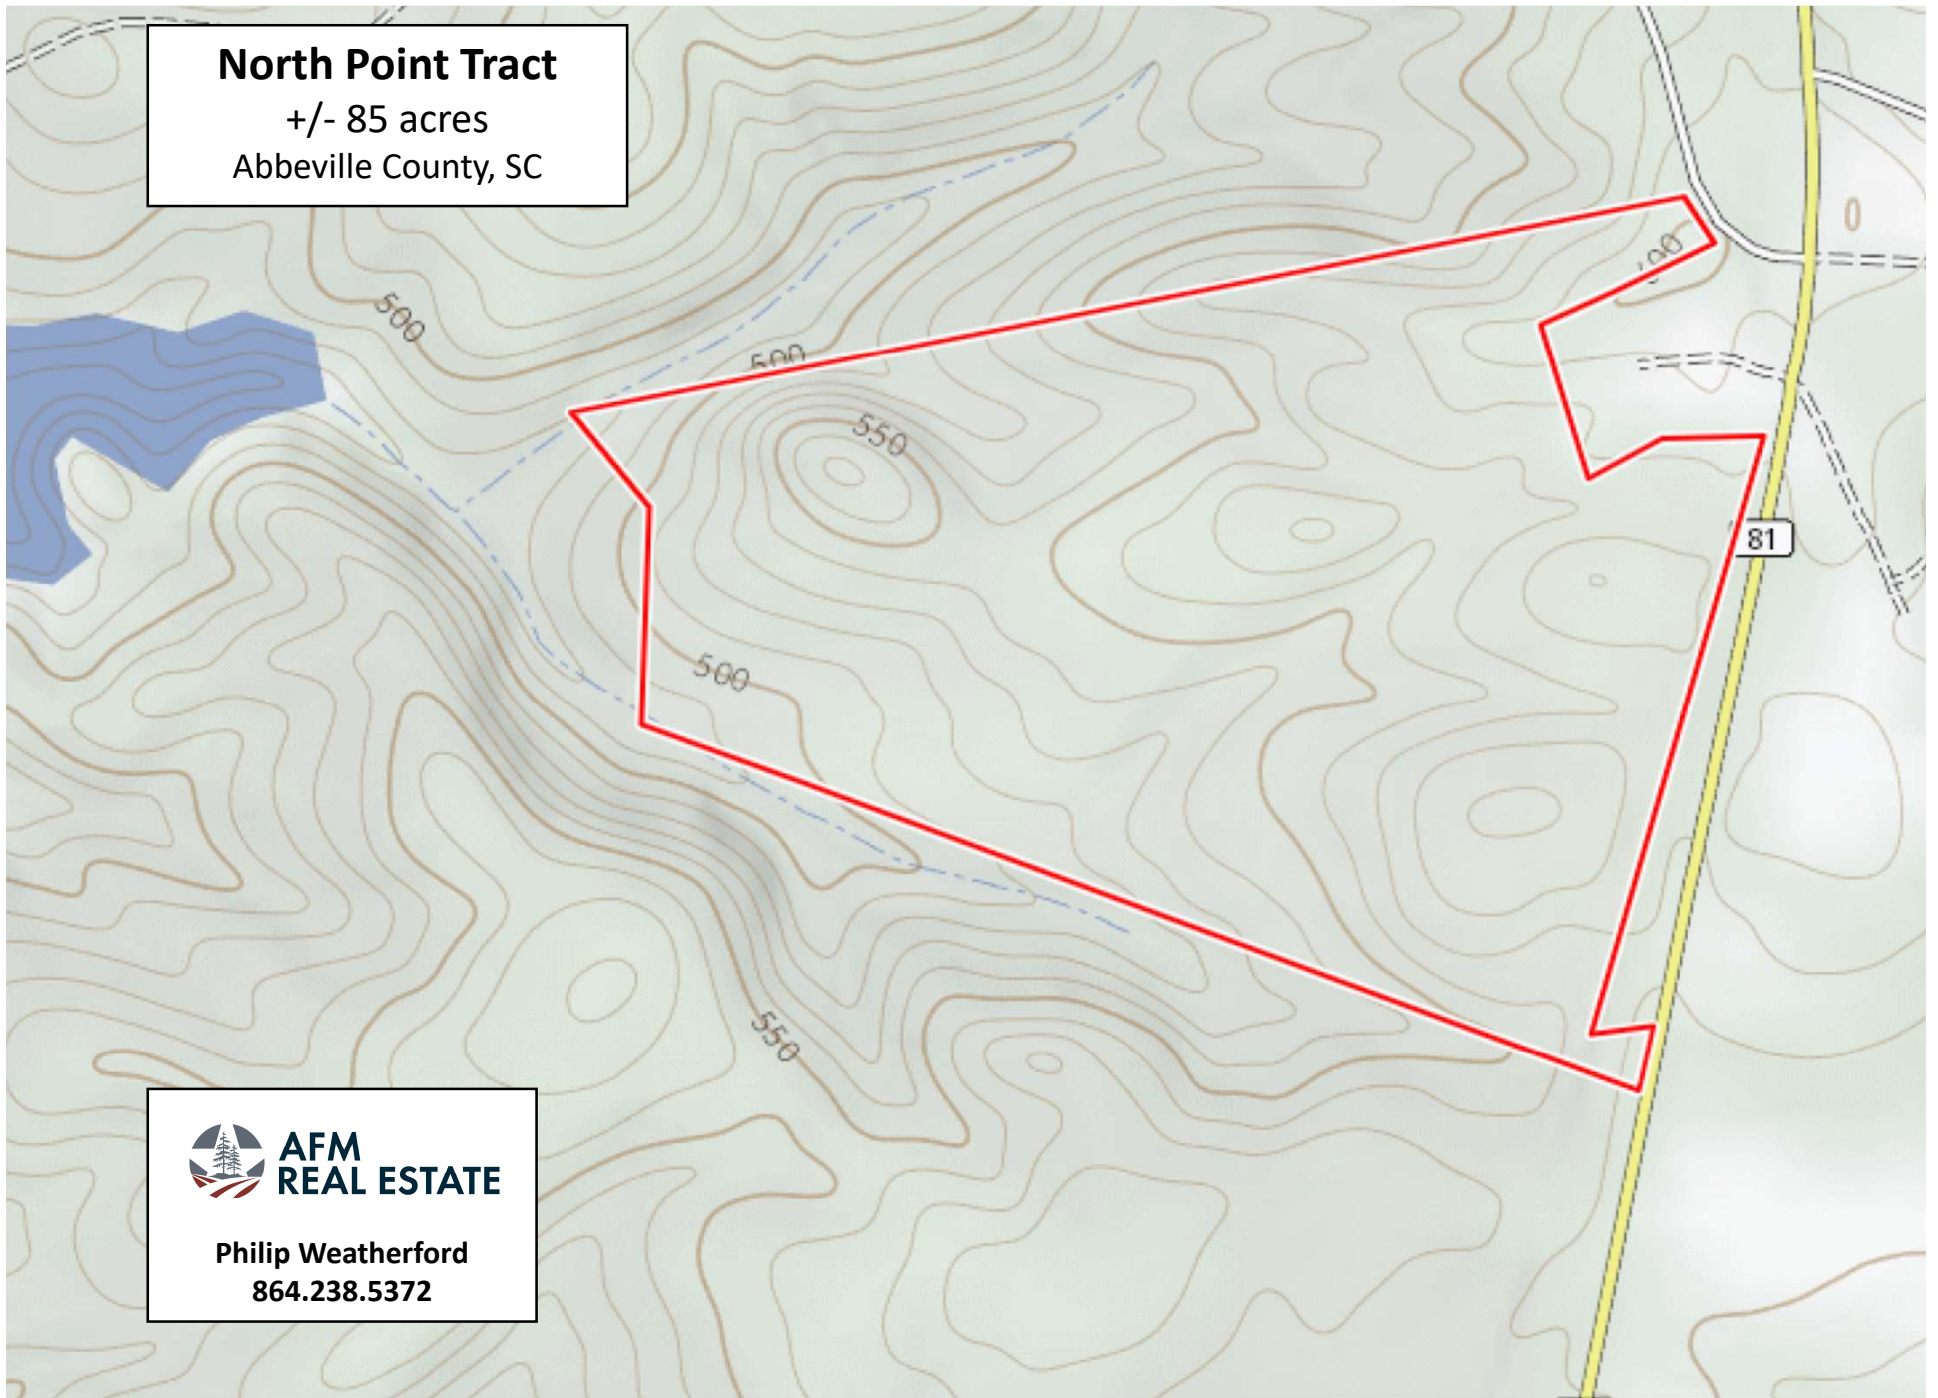 North Point Tract
+/- 85 acres
Abbeville County, SC
600
500
500
550
81
500
550
AFM
REAL ESTATE
Philip Weatherford
864.238.5372